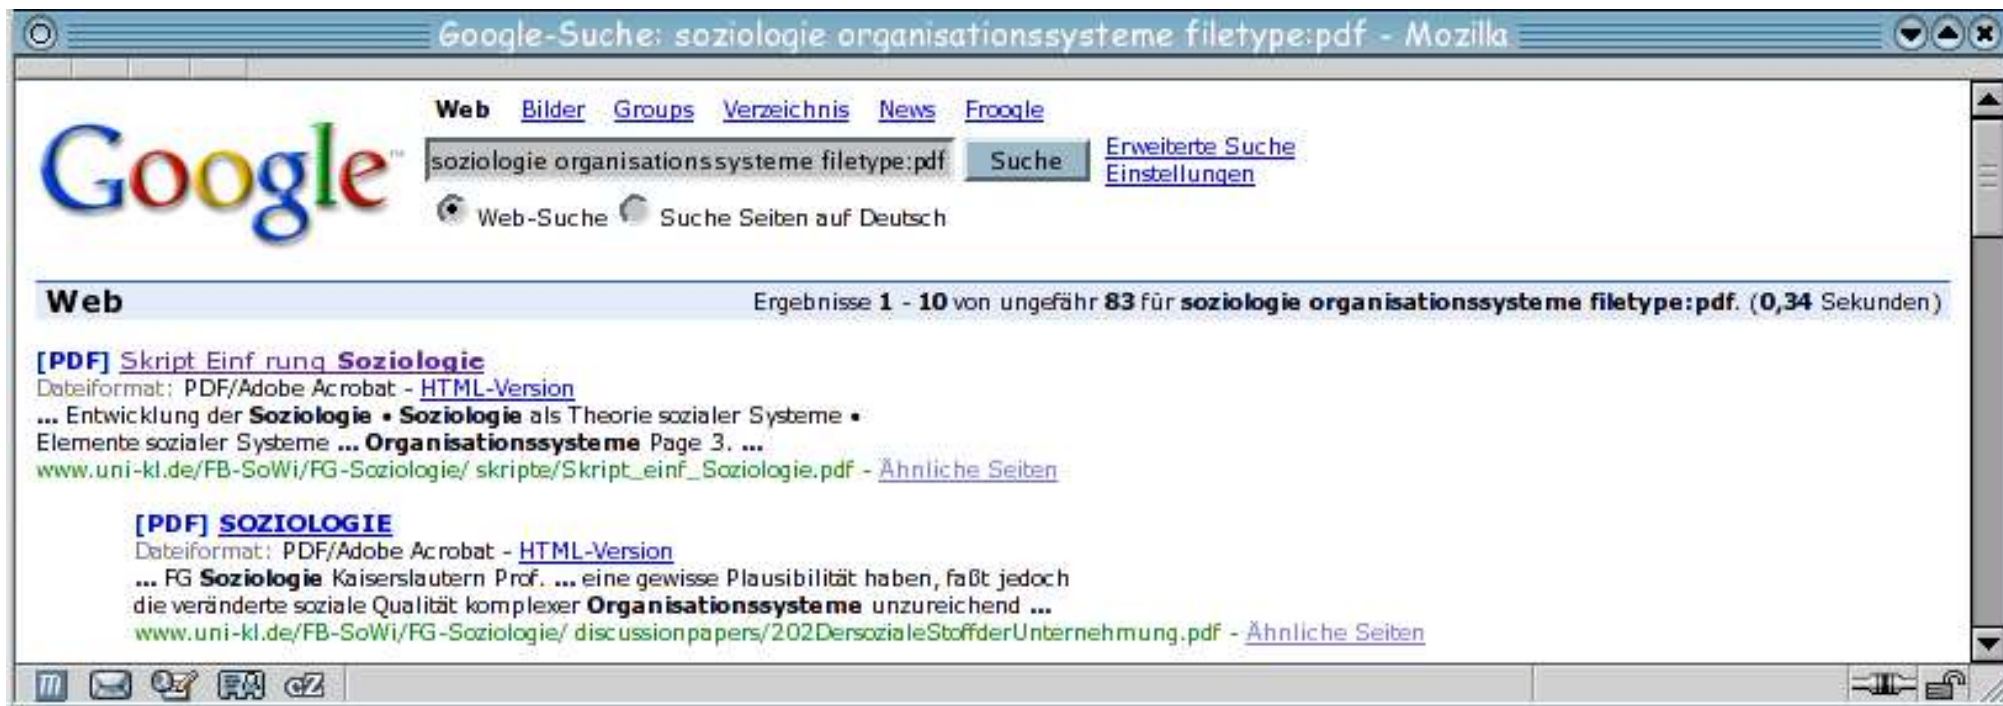 Google-Suche: soziologie organisationssysteme filetype:pdf - Mozilla
Google™
Web Bilder Groups Verzeichnis News Froogle
soziologie organisationssysteme filetype:pdf Suche Erweiterte Suche
Einstellungen
Web-Suche Suche Seiten auf Deutsch
Web Ergebnisse 1 - 10 von ungefähr 83 für soziologie organisationssysteme filetype:pdf. (0,34 Sekunden)
[PDF] Skript Einf rung Soziologie
Dateiformat: PDF/Adobe Acrobat - HTML-Version
... Entwicklung der Soziologie • Soziologie als Theorie sozialer Systeme •
Elemente sozialer Systeme ... Organisationssysteme Page 3. ...
www.uni-kl.de/FB-SoWi/FG-Soziologie/ skripte/Skript_einf_Soziologie.pdf - Ähnliche Seiten
[PDF] SOZIOLOGIE
Dateiformat: PDF/Adobe Acrobat - HTML-Version
... FG Soziologie Kaiserslautern Prof. ... eine gewisse Plausibilität haben, faßt jedoch
die veränderte soziale Qualität komplexer Organisationssysteme unzureichend ...
www.uni-kl.de/FB-SoWi/FG-Soziologie/ discussionpapers/202DersozialeStoffderUnternehmung.pdf - Ähnliche Seiten
m cZ